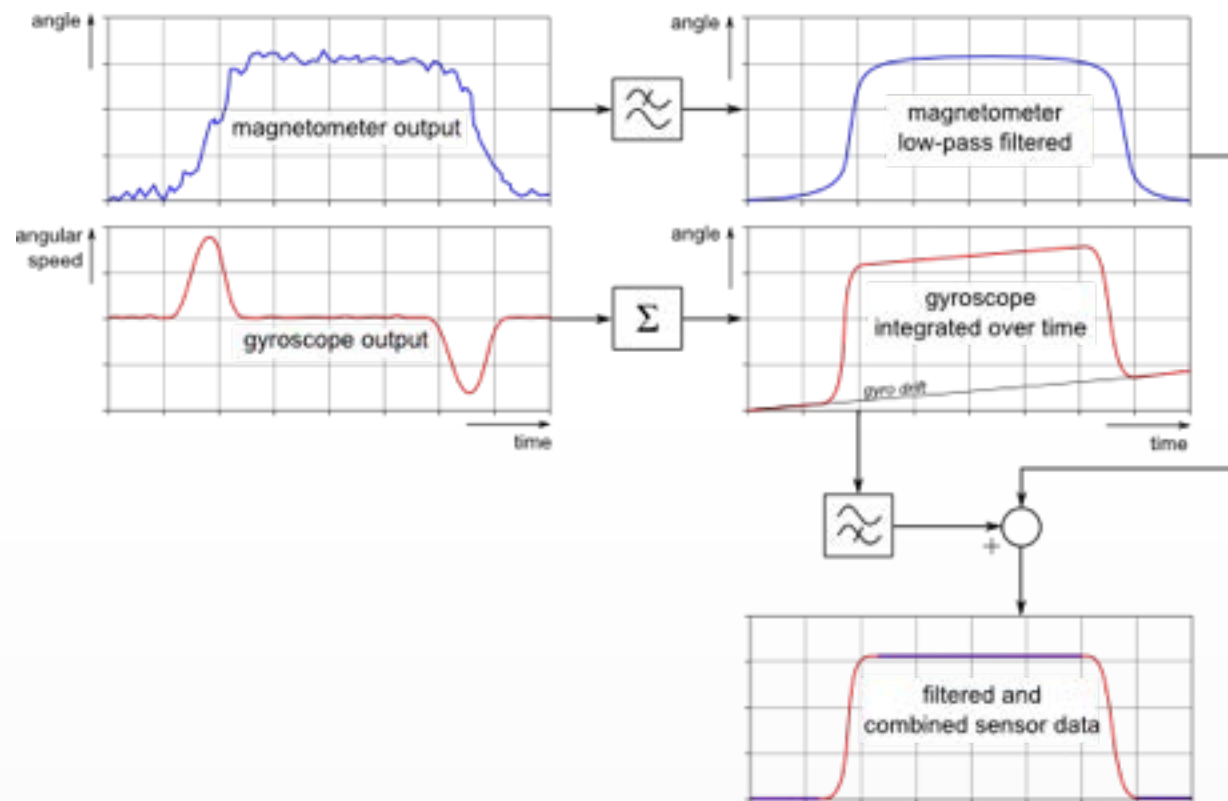 angle
magnetometer output
angle
magnetometer
low-pass filtered
angular
speed
gyroscope output
time
Σ
angle
gyroscope
integrated over time
gyro drift
time
+
filtered and
combined sensor data